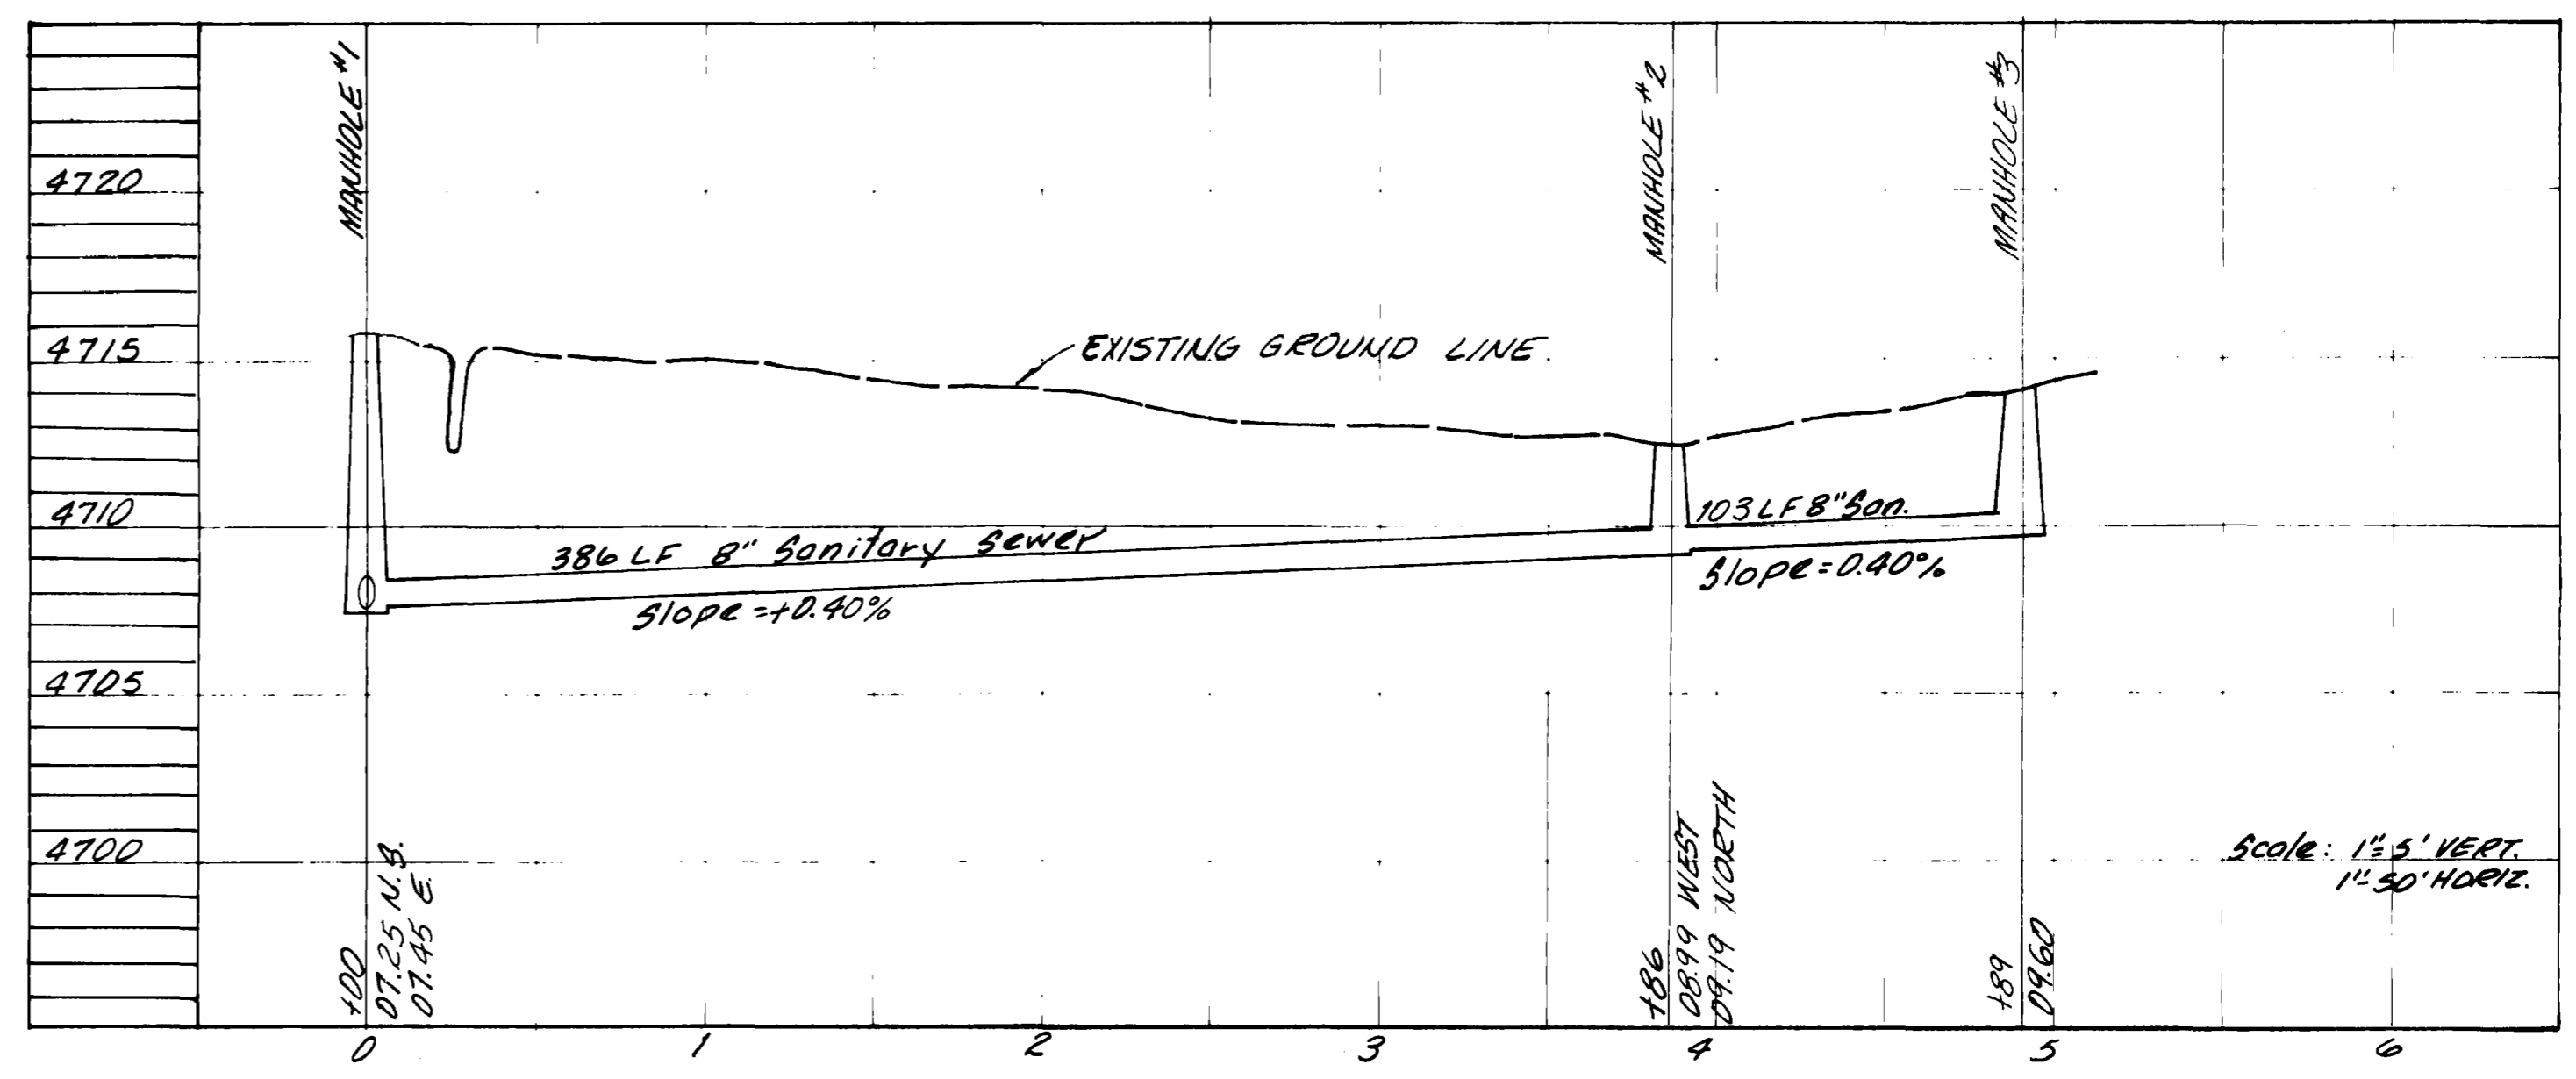 MANHOLE #1
MANHOLE #2
MANHOLE #3
4720
4715
EXISTING GROUND LINE.
4710
103 LF 8" San.
386 LF 8" Sanitary Sewer
Slope = 0.40%
Slope = +0.40%
4705
4700
Scale: 1"= 5' VERT.
1"= 50' HORIZ.
+00
07.25 N.S.
07.45 E.
+86
08.99 WEST
09.19 NORTH
+89
09.60
0 1 2 3 4 5 6